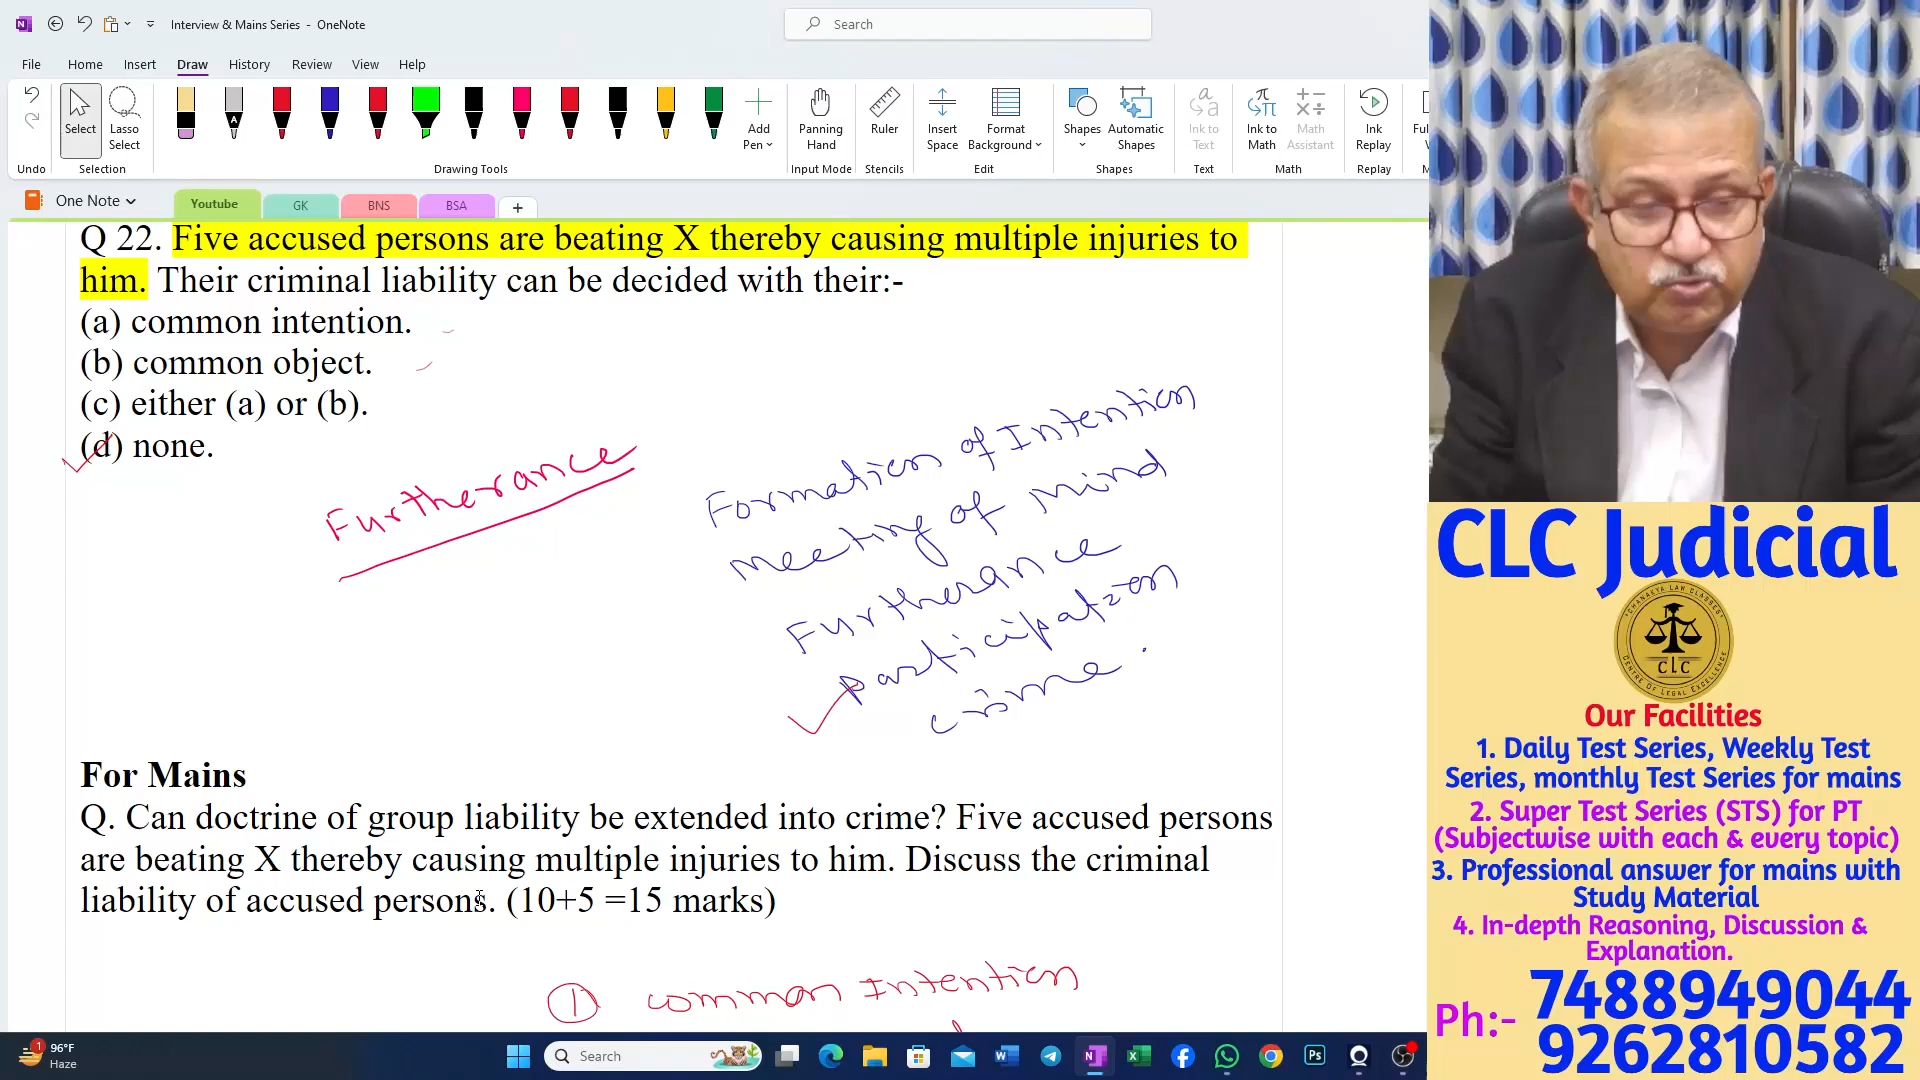 Interview & Mains Series - OneNote
Search
File Home Insert Draw History Review View Help
Undo
Select
Lasso Select
Selection
Drawing Tools
Add Pen
Panning Hand
Input Mode
Ruler
Stencils
Insert Space
Format Background
Edit
Shapes
Automatic Shapes
Shapes
Ink to Text
Text
Ink to Math
Math Assistant
Math
Ink Replay
Replay
One Note
Youtube GK BNS BSA +
Q 22. Five accused persons are beating X thereby causing multiple injuries to
him. Their criminal liability can be decided with their:-
(a) common intention.
(b) common object.
(c) either (a) or (b).
(d) none.
Furtherance
Formation of Intention
Meeting of Mind
Furtherance
participation
crime.
For Mains
Q. Can doctrine of group liability be extended into crime? Five accused persons
are beating X thereby causing multiple injuries to him. Discuss the criminal
liability of accused persons. (10+5 =15 marks)
① common Intention
CLC Judicial
CHANAKYA LAW CLASSES
CLC
CENTRE OF LEGAL EXCELLENCE
Our Facilities
1. Daily Test Series, Weekly Test
Series, monthly Test Series for mains
2. Super Test Series (STS) for PT
(Subjectwise with each & every topic)
3. Professional answer for mains with
Study Material
4. In-depth Reasoning, Discussion &
Explanation.
Ph:- 7488949044
9262810582
1
96°F
Haze
Search